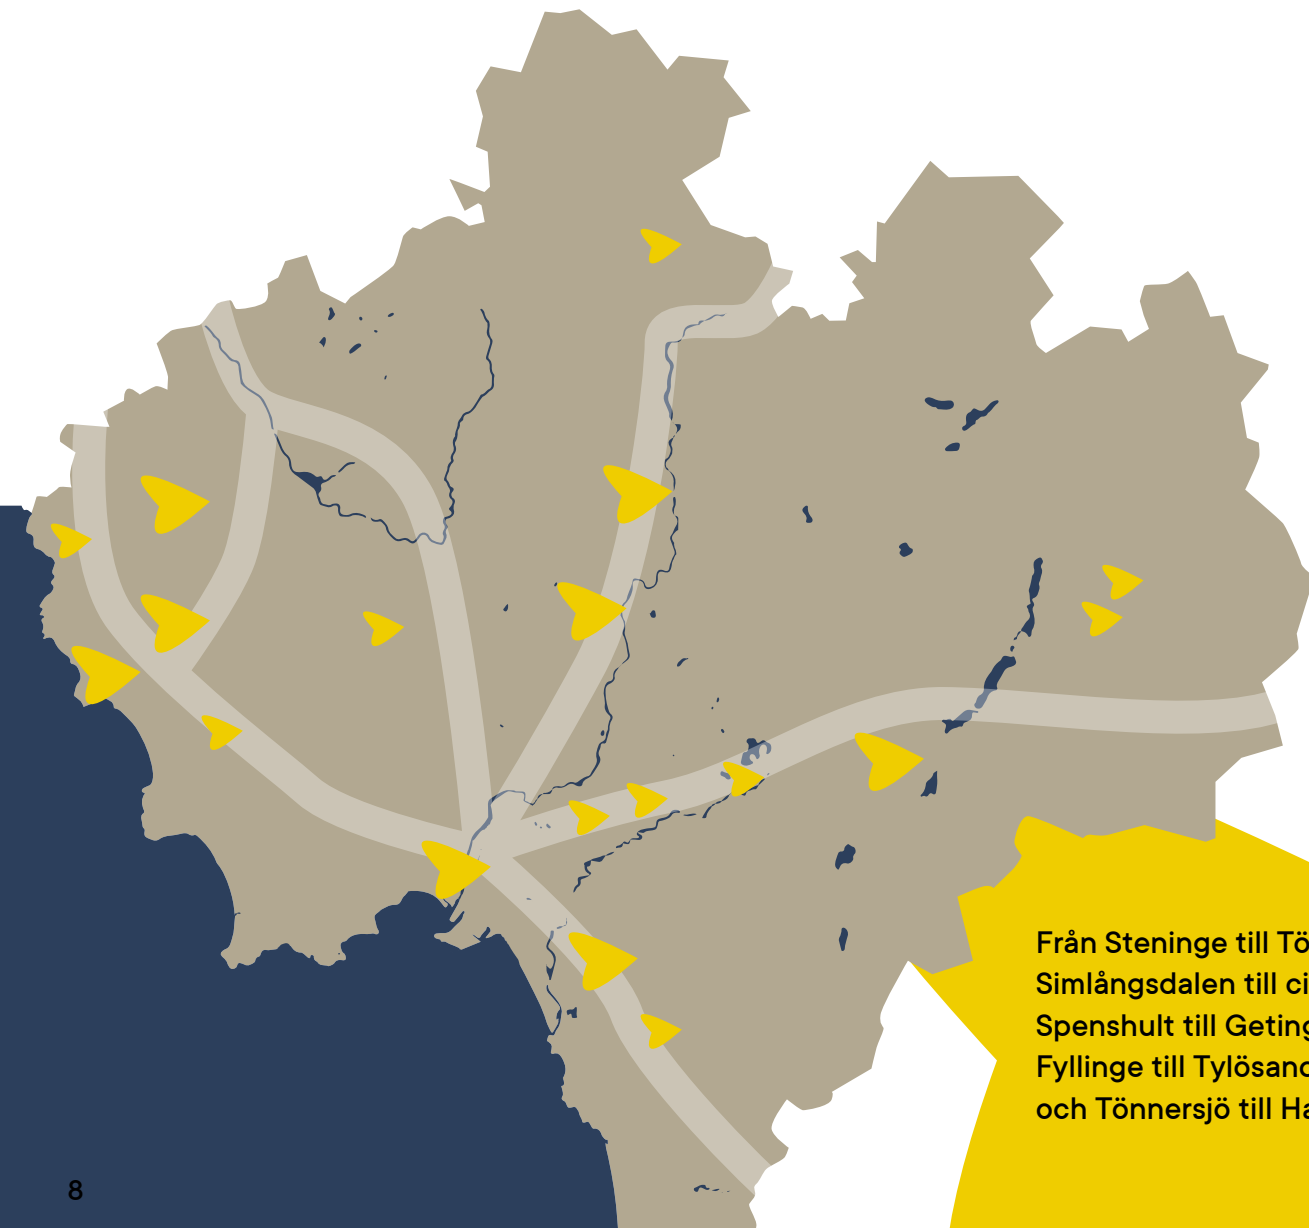 Från Steninge till Tö
Simlångsdalen till ci
Spenshult till Geting
Fyllinge till Tylösand
och Tönnersjö till Ha
8